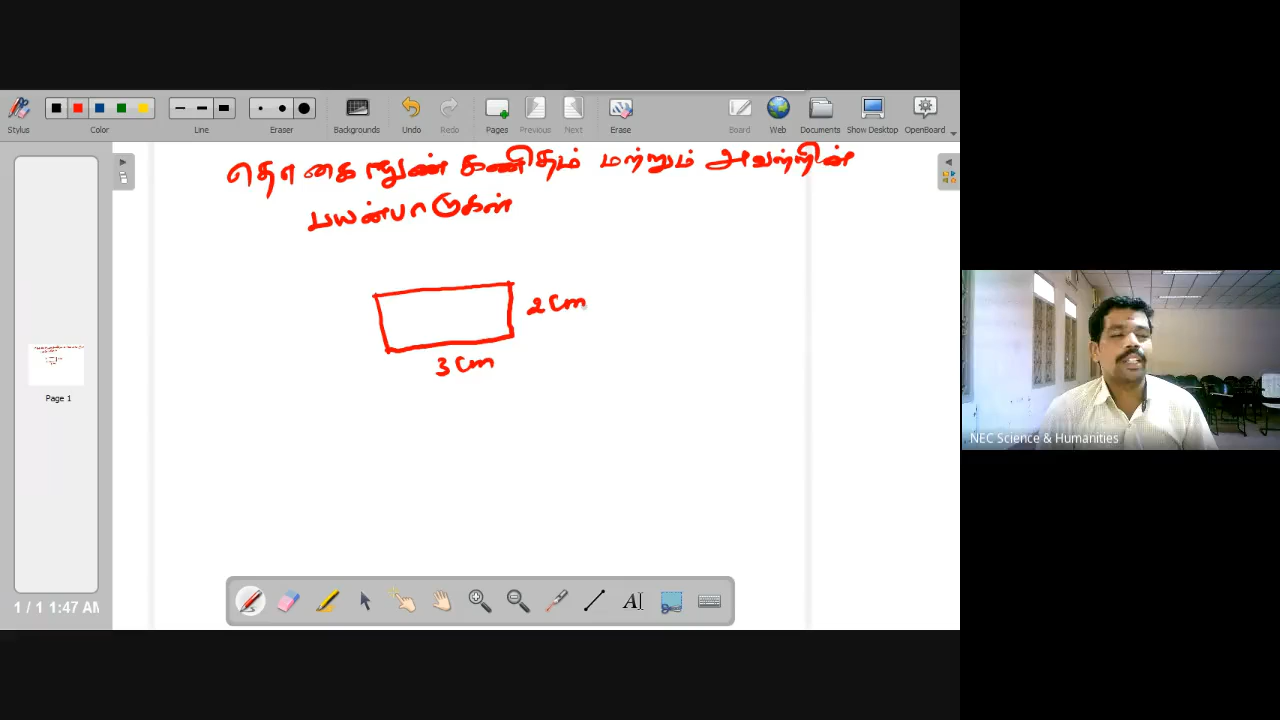 Stylus
Color
Line
Eraser
Backgrounds
Undo
Redo
Pages
Previous
Next
Erase
Board
Web
Documents
Show Desktop
OpenBoard
தொகைநுண் கணிதம் மற்றும் அவற்றின்
பயன்பாடுகள்
2 cm
3 cm
Page 1
1 / 1 1:47 AM
NEC Science & Humanities